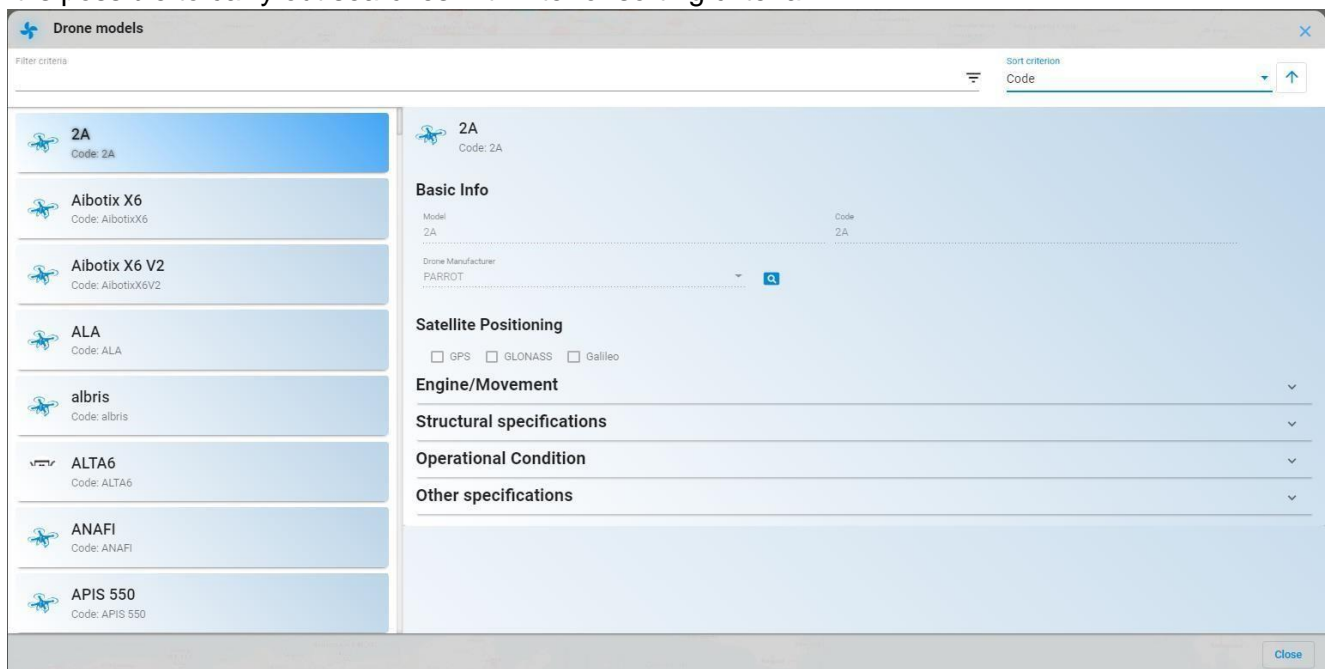 Drone models
Filter criteria
Sort criterion
Code
2A
Code: 2A
Aibotix X6
Code: AibotixX6
Aibotix X6 V2
Code: AibotixX6V2
ALA
Code: ALA
albris
Code: albris
ALTA6
Code: ALTA6
ANAFI
Code: ANAFI
APIS 550
Code: APIS 550
2A
Code: 2A
Basic Info
Model
2A
Code
2A
Drone Manufacturer
PARROT
Satellite Positioning
GPS GLONASS Galileo
Engine/Movement
Structural specifications
Operational Condition
Other specifications
Close